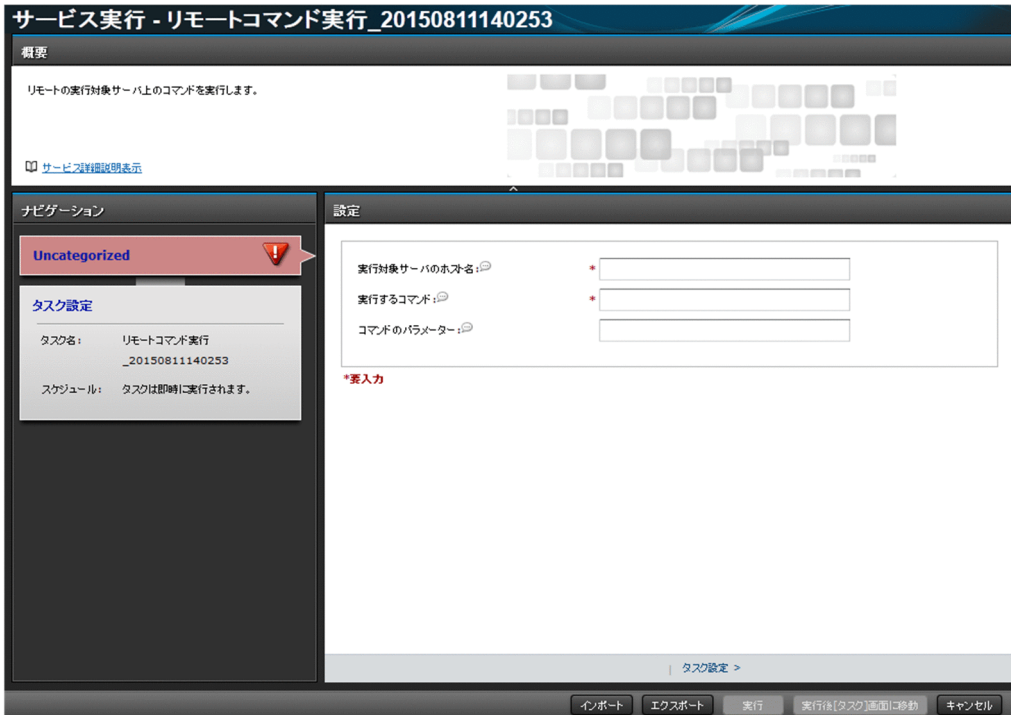 サービス実行 - リモートコマンド実行_20150811140253
概要
リモートの実行対象サーバ上のコマンドを実行します。
サービス詳細説明表示
ナビゲーション
Uncategorized
タスク設定
タスク名: リモートコマンド実行
_20150811140253
スケジュール: タスクは即時に実行されます。
設定
実行対象サーバのホスト名: *
実行するコマンド: *
コマンドのパラメーター:
*要入力
タスク設定 >
インポート エクスポート 実行 実行後[タスク]画面に移動 キャンセル